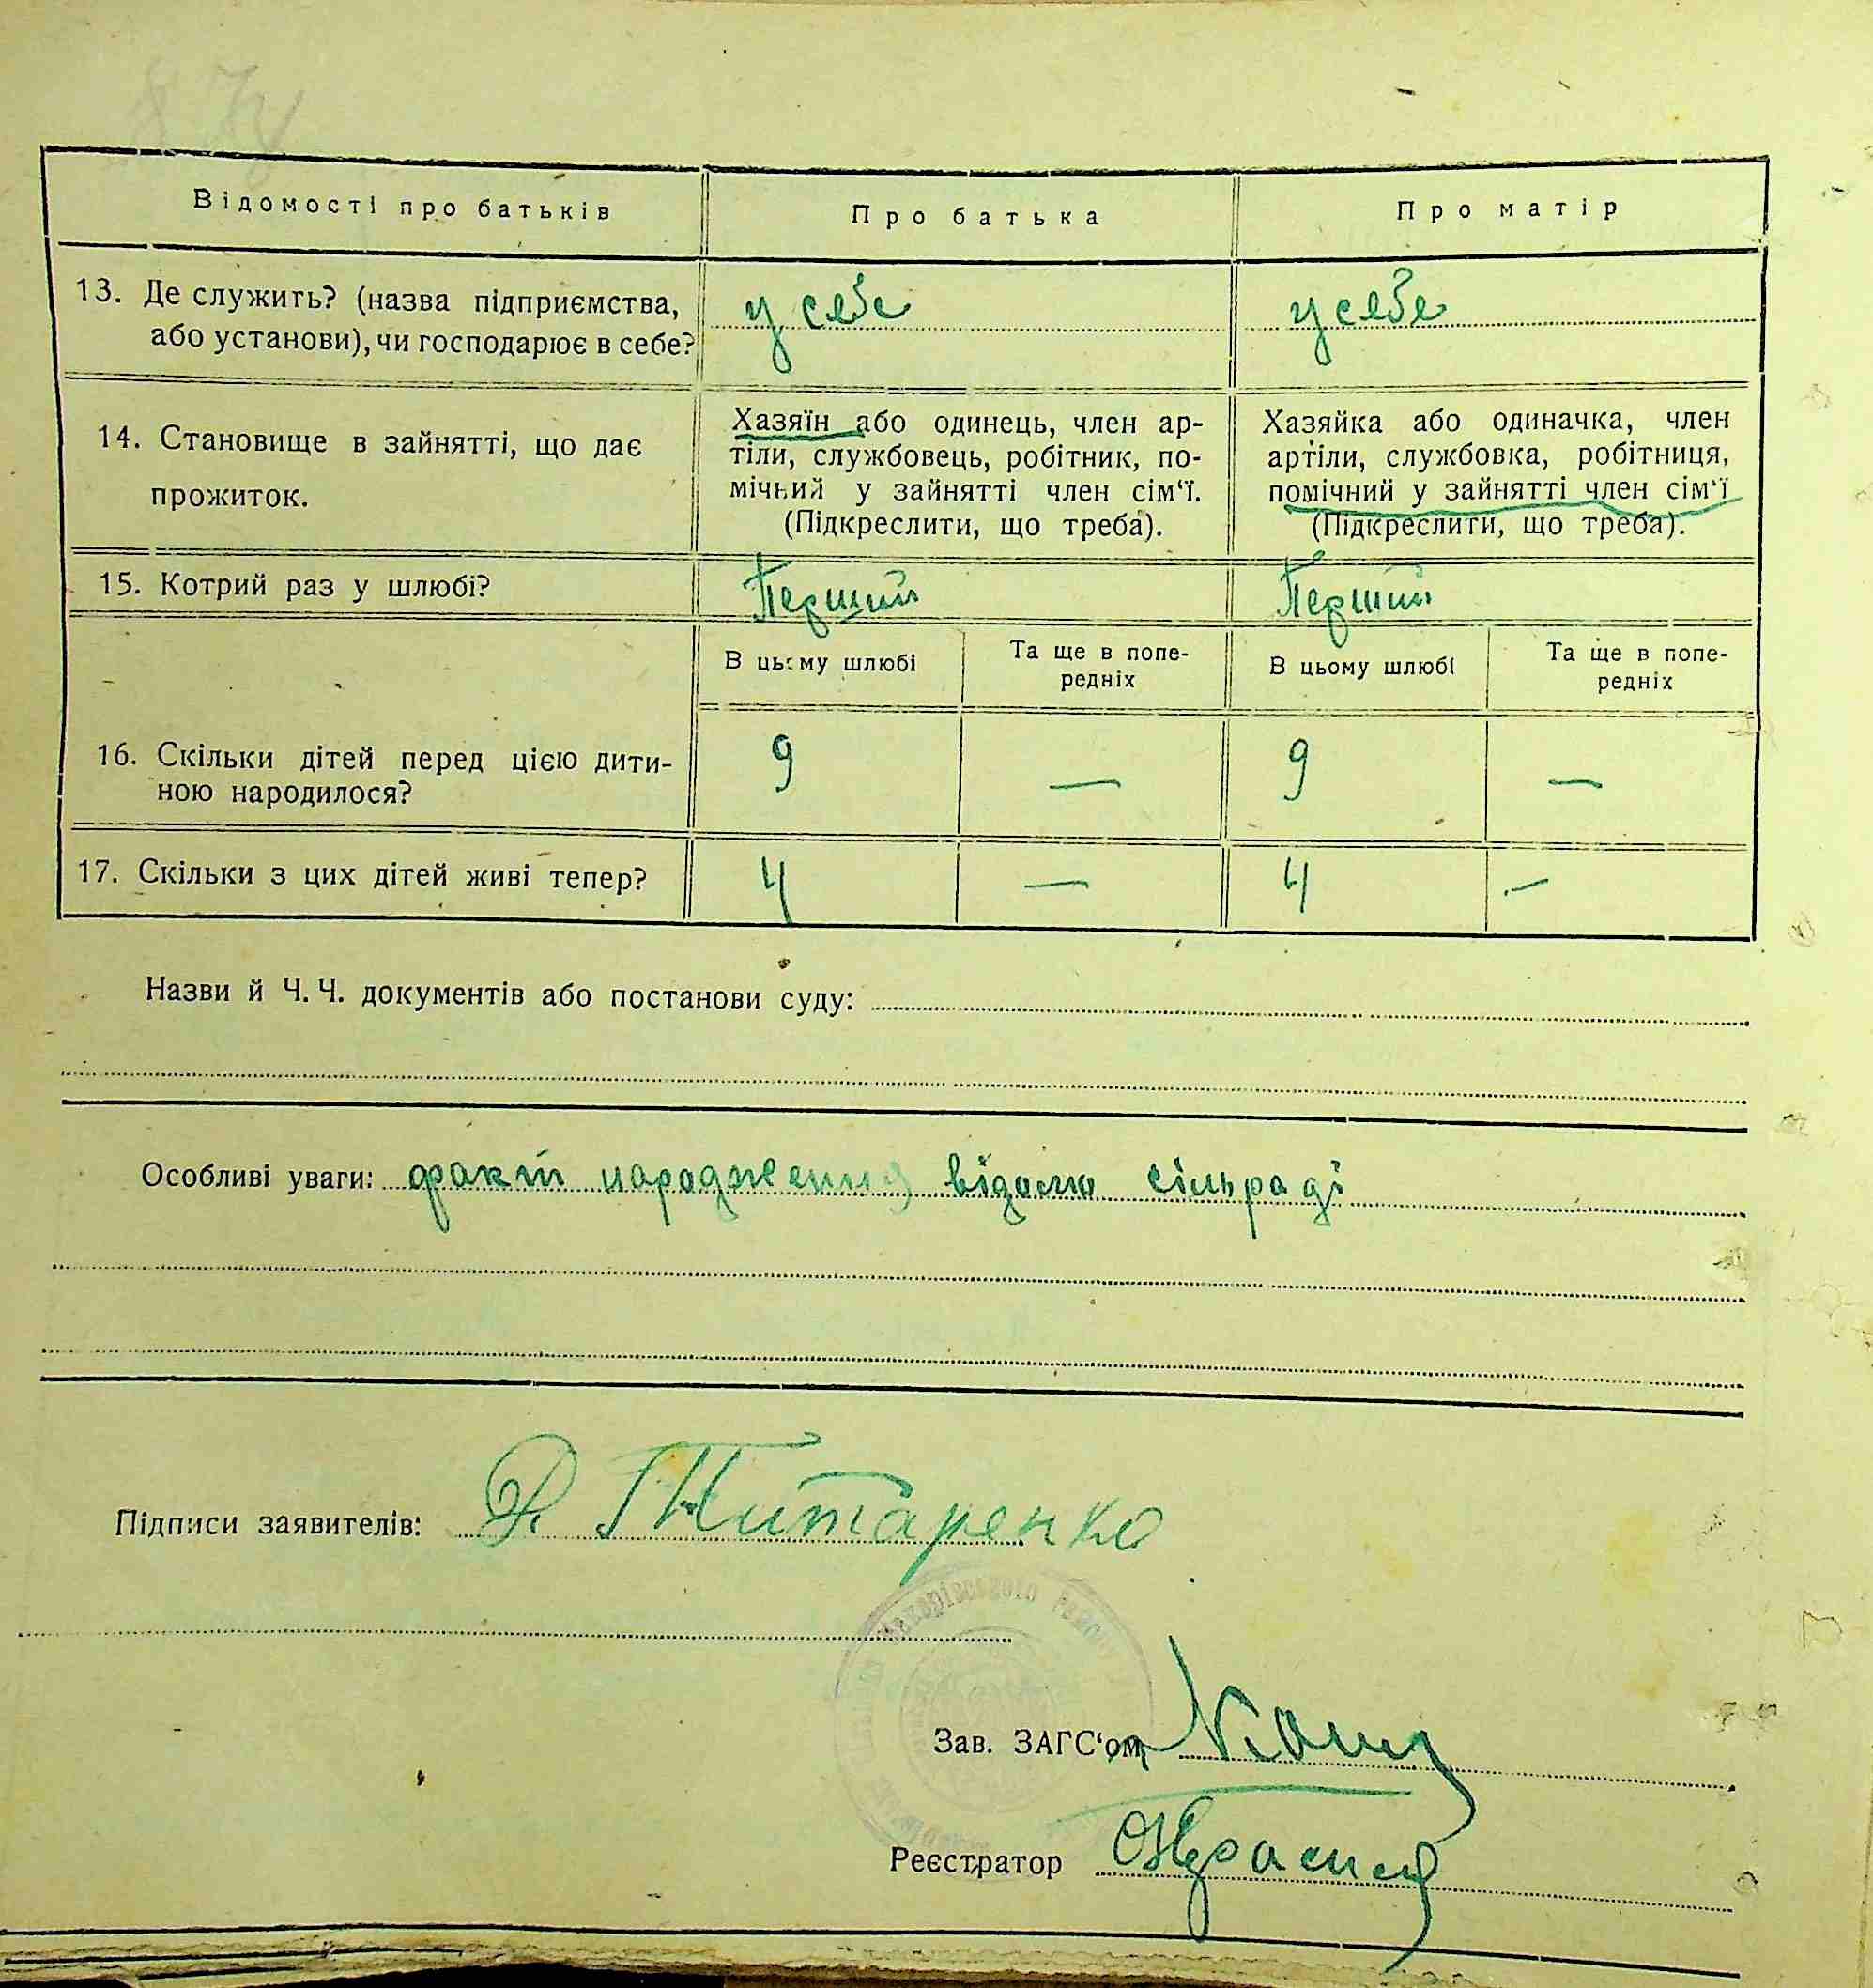 Відомості про батьків
Про батька
Про матір
13. Де служить? (назва підприємства,
або установи), чи господарює в себе?
у себе
у себе
14. Становище в зайнятті, що дає
прожиток.
Хазяїн або одинець, член ар-
тіли, службовець, робітник, по-
мічний у зайнятті член сім‘ї.
(Підкреслити, що треба).
Хазяйка або одиначка, член
артіли, службовка, робітниця,
помічний у зайнятті член сім‘ї
(Підкреслити, що треба).
15. Котрий раз у шлюбі?
Перший
Перший
В цьому шлюбі
Та ще в попе-
редніх
В цьому шлюбі
Та ще в попе-
редніх
16. Скільки дітей перед цією дити-
ною народилося?
9
—
9
—
17. Скільки з цих дітей живі тепер?
4
—
4
—
Назви й Ч. Ч. документів або постанови суду:
Особливі уваги: факт народження відомо сільраді
Підписи заявителів: Титаренко
Зав. ЗАГС‘ом
Реєстратор